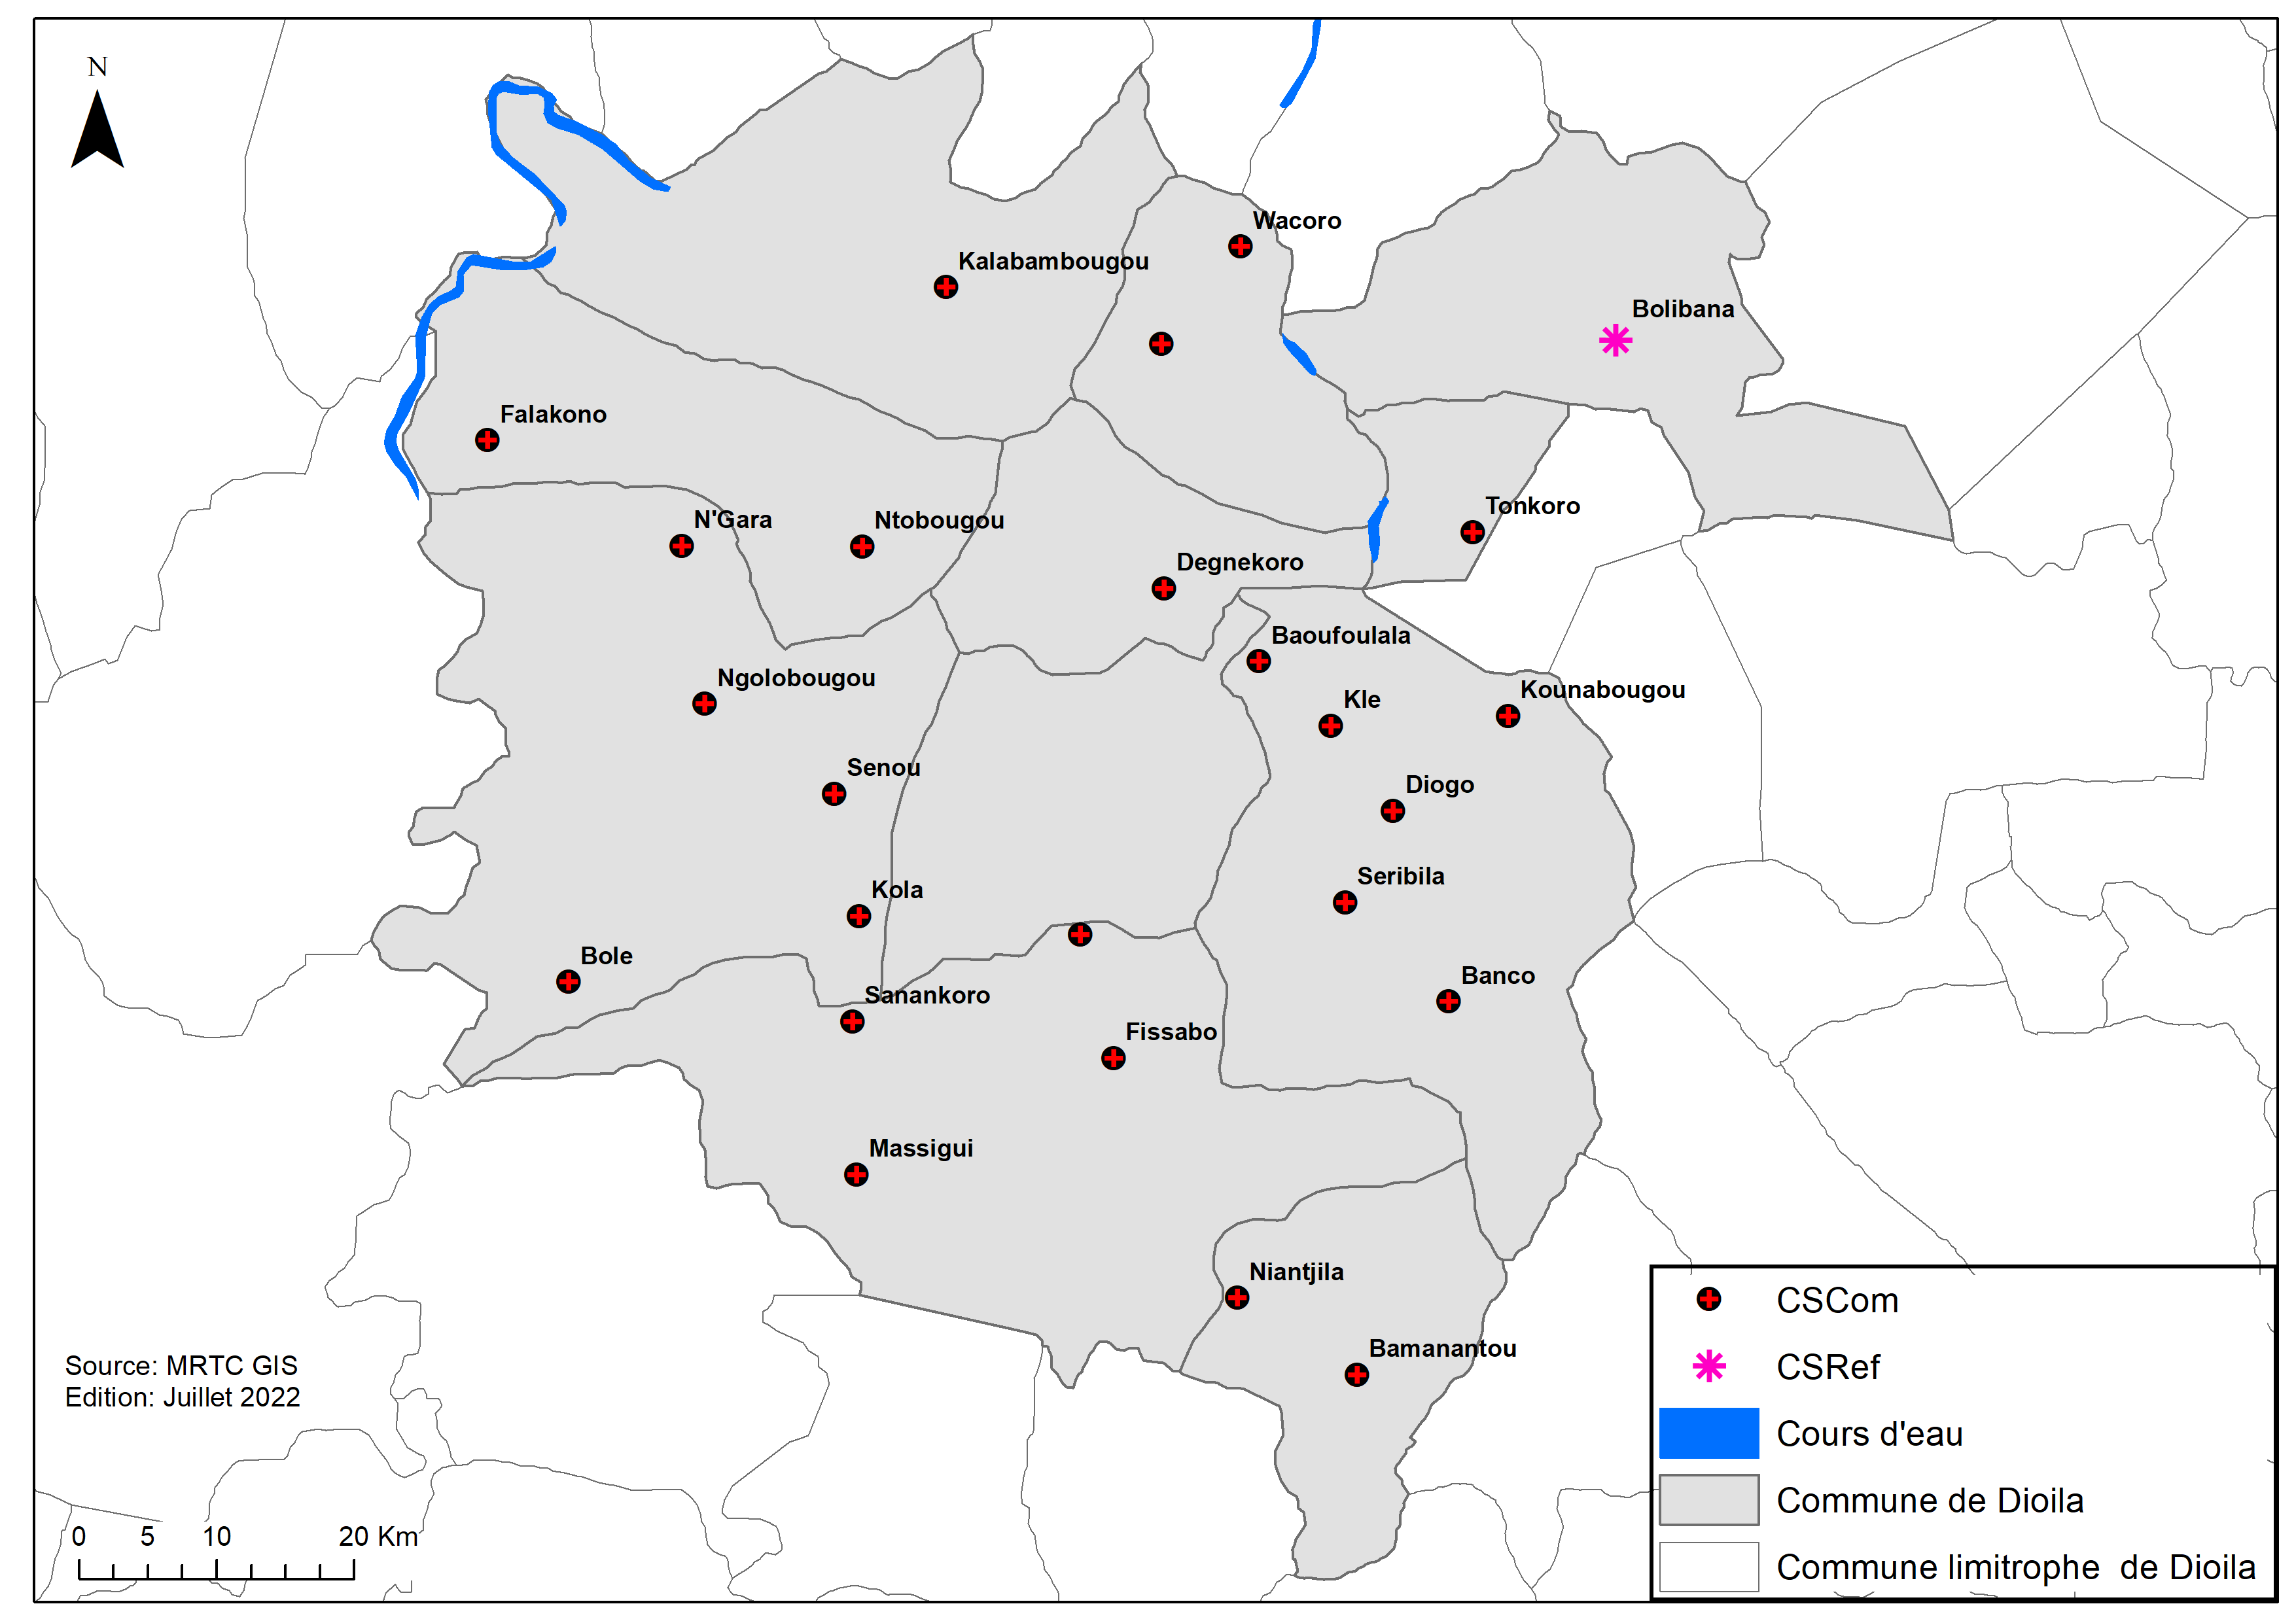 N
Wacoro
Kalabambougou
Bolibana
Falakono
Tonkoro
N'Gara
Ntobougou
Degnekoro
Baoufoulala
Ngolobougou
Kle
Kounabougou
Senou
Diogo
Seribila
Kola
Bole
Banco
Sanankoro
Fissabo
Massigui
Niantjila
Bamanantou
CSCom
CSRef
Cours d'eau
Commune de Dioila
Commune limitrophe de Dioila
Source: MRTC GIS
Edition: Juillet 2022
0 5 10 20 Km